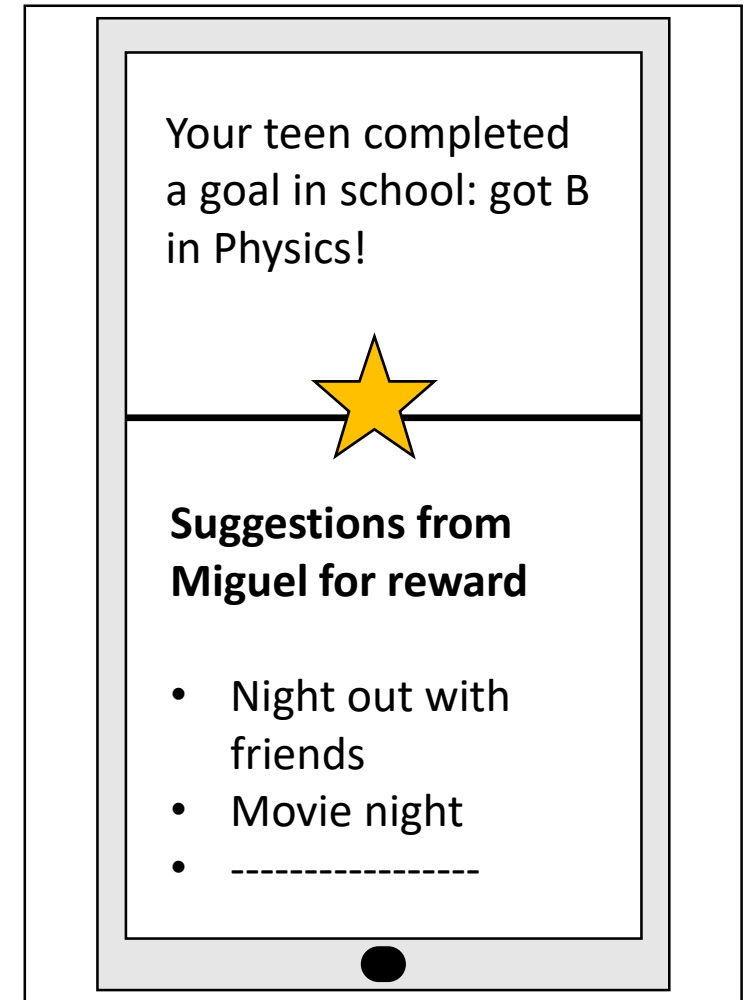 Your teen completed
a goal in school: got B
in Physics!
Suggestions from
Miguel for reward
• Night out with
friends
• Movie night
• -----------------